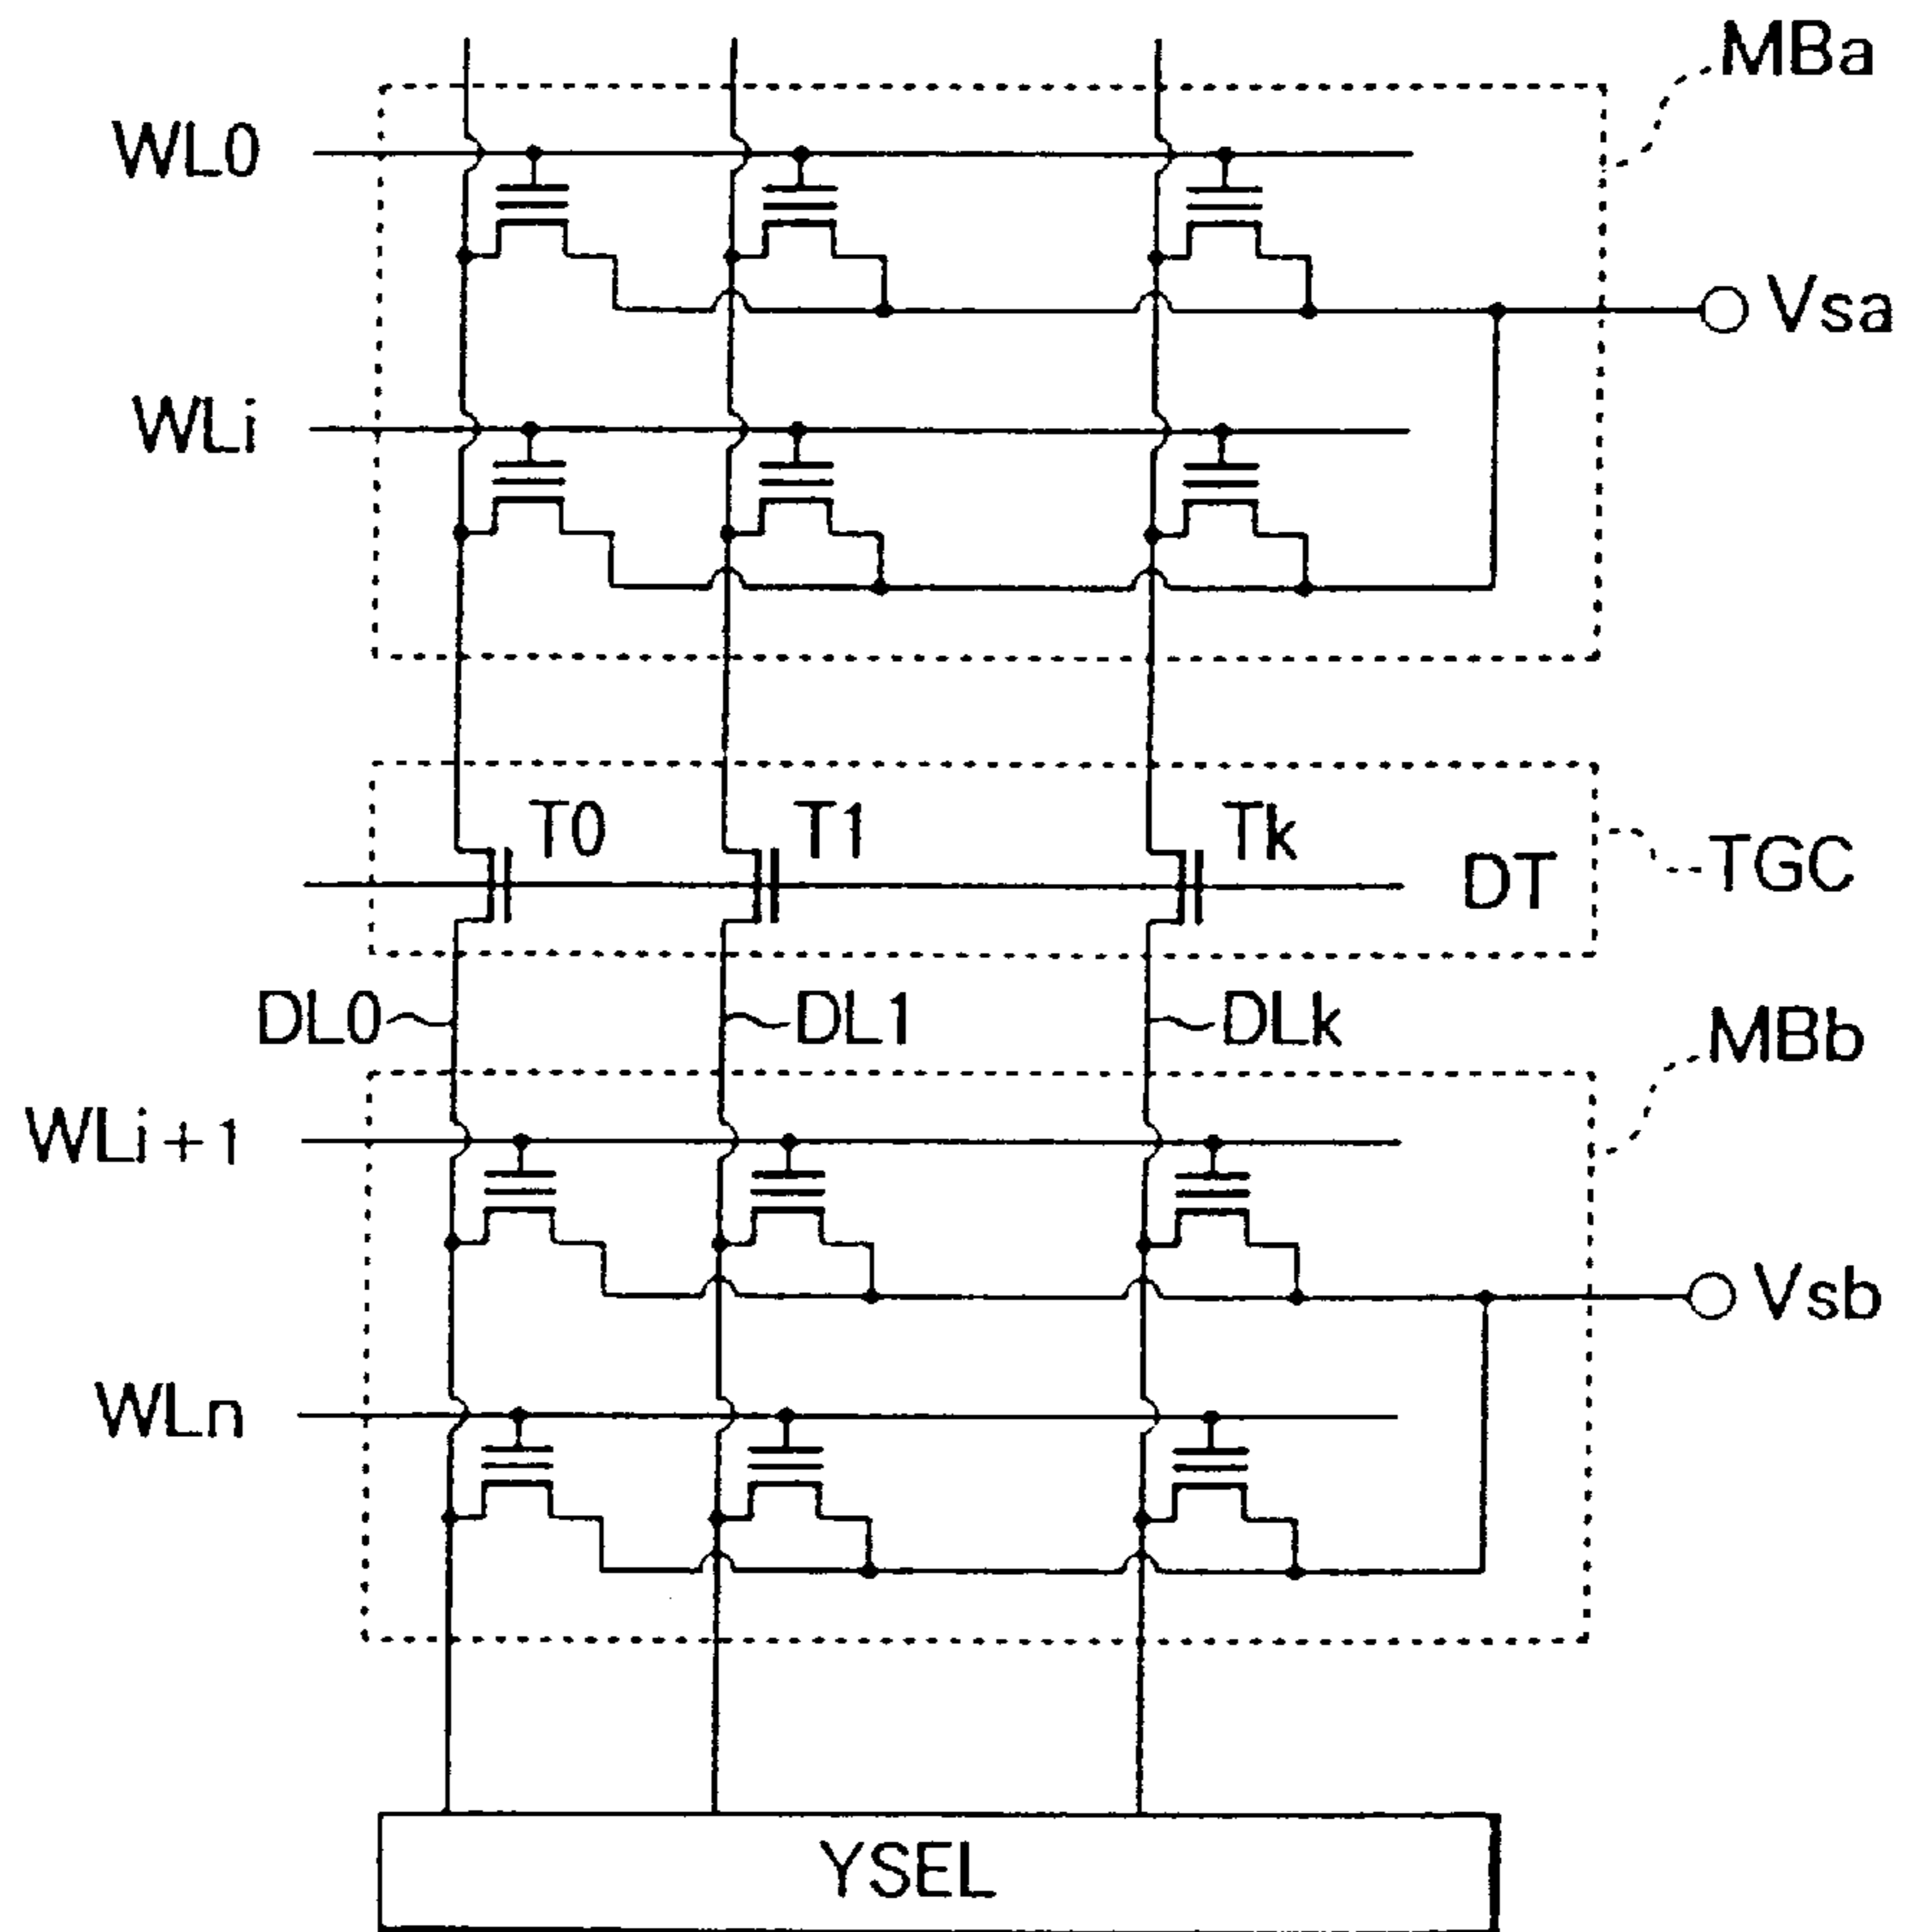 MBa
WL0
Vsa
WLi
T0 T1 Tk
DT
TGC
DL0 DL1 DLk
MBb
WLi+1
Vsb
WLn
YSEL